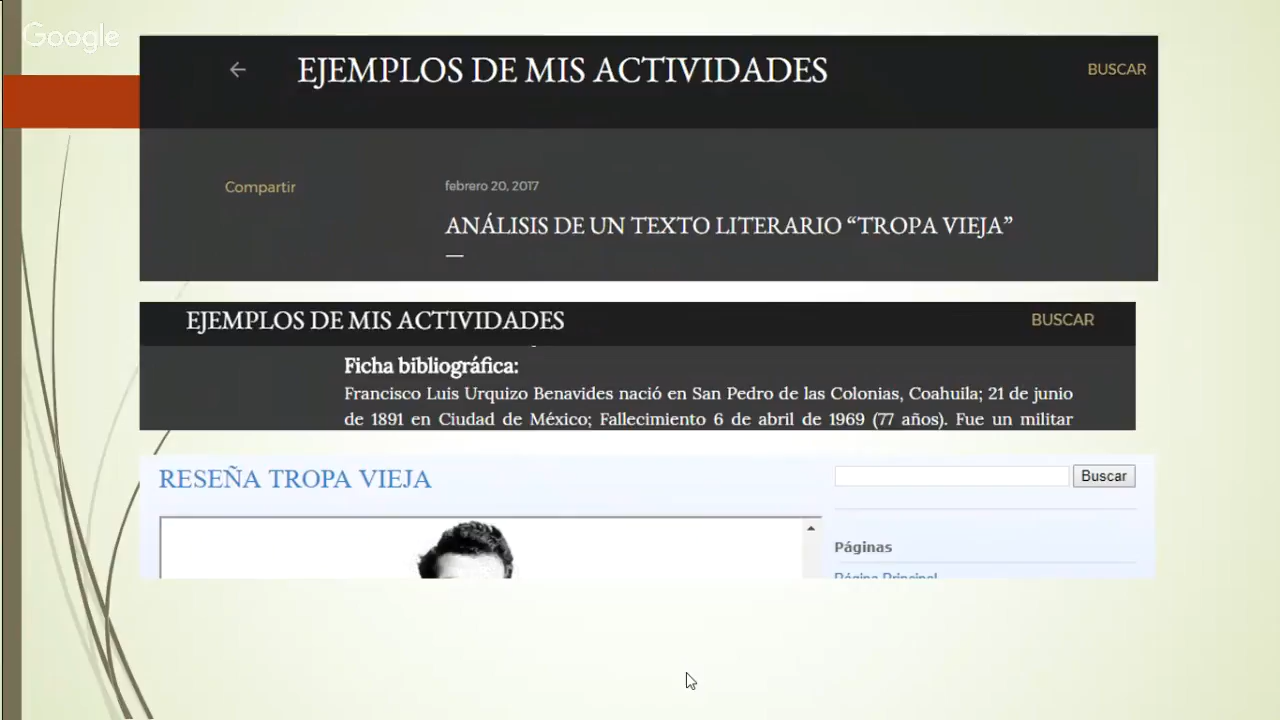 Google
EJEMPLOS DE MIS ACTIVIDADES
BUSCAR
Compartir
febrero 20, 2017
ANÁLISIS DE UN TEXTO LITERARIO “TROPA VIEJA”
EJEMPLOS DE MIS ACTIVIDADES
BUSCAR
Ficha bibliográfica:
Francisco Luis Urquizo Benavides nació en San Pedro de las Colonias, Coahuila; 21 de junio
de 1891 en Ciudad de México; Fallecimiento 6 de abril de 1969 (77 años). Fue un militar
RESEÑA TROPA VIEJA
Buscar
Páginas
Página Principal